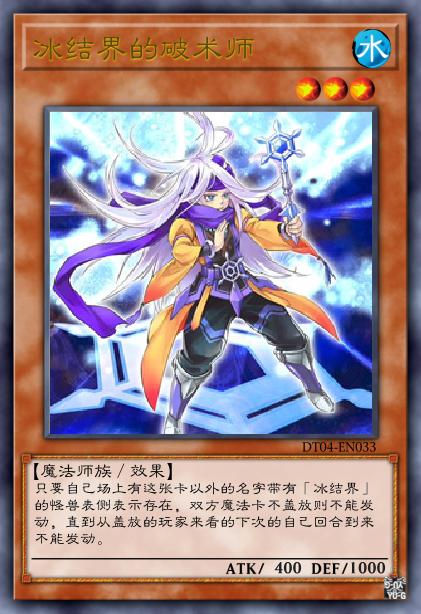 冰结界的破术师
水
DT04-EN033
【魔法师族／效果】
只要自己场上有这张卡以外的名字带有「冰结界」
的怪兽表侧表示存在，双方魔法卡不盖放则不能发
动，直到从盖放的玩家来看的下次的自己回合到来
不能发动。
ATK/ 400 DEF/1000